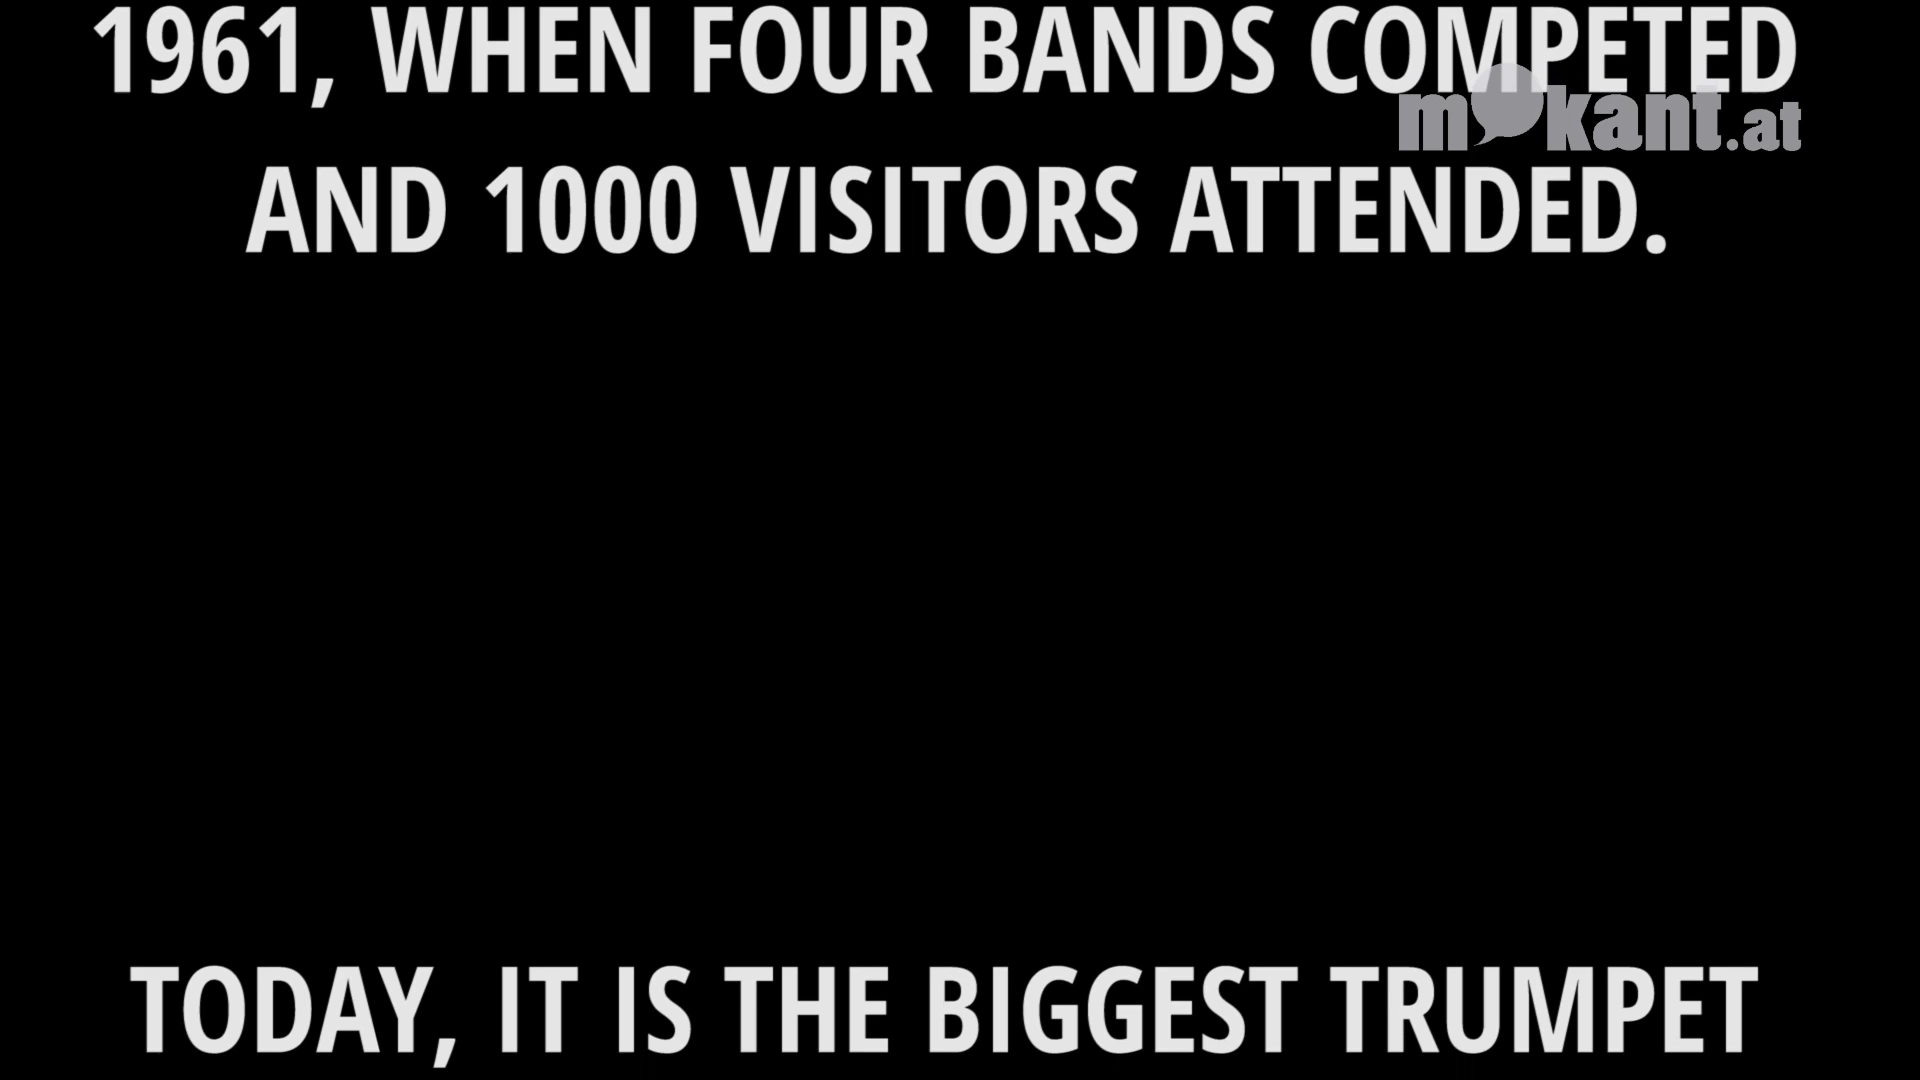 1961, WHEN FOUR BANDS COMPETED
mokant.at
AND 1000 VISITORS ATTENDED.
TODAY, IT IS THE BIGGEST TRUMPET